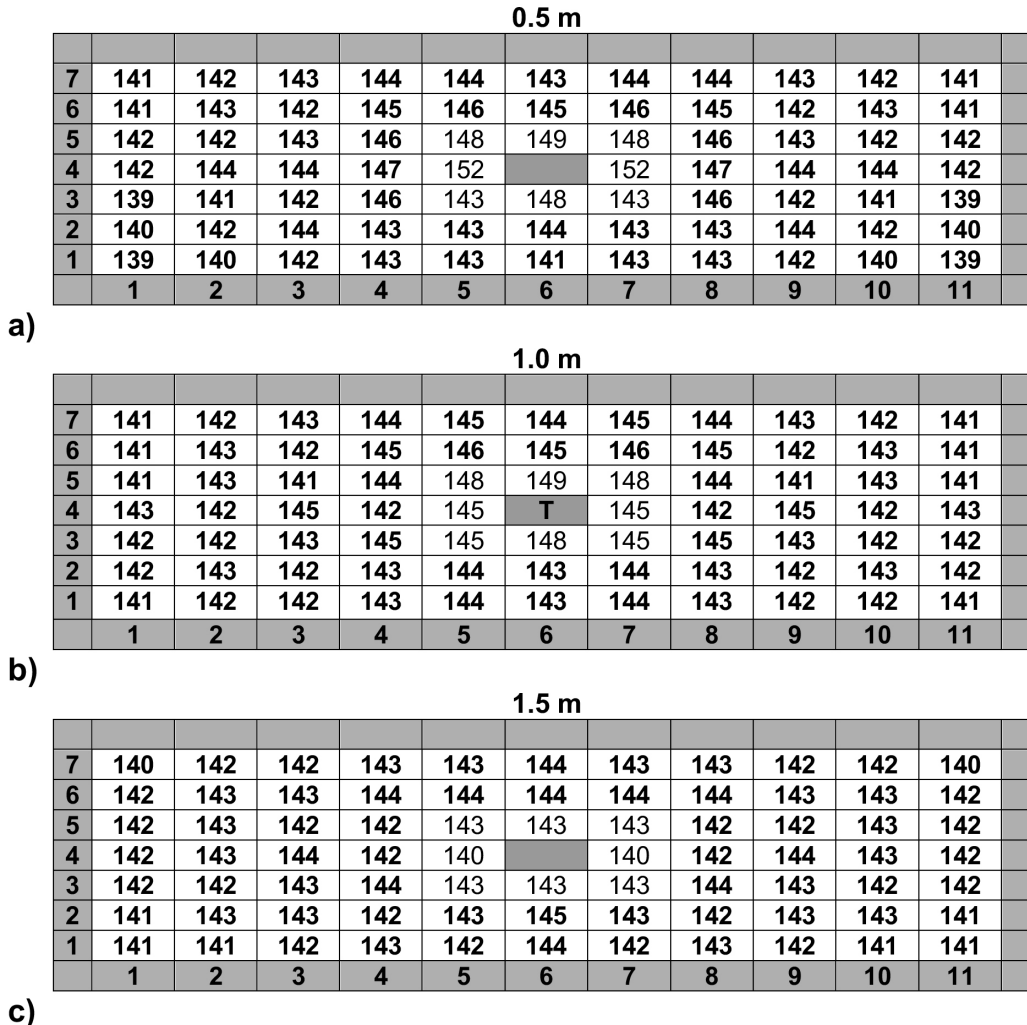 0.5 m
7 141 142 143 144 144 143 144 144 143 142 141
6 141 143 142 145 146 145 146 145 142 143 141
5 142 142 143 146 148 149 148 146 143 142 142
4 142 144 144 147 152 152 147 144 144 142
3 139 141 142 146 143 148 143 146 142 141 139
2 140 142 144 143 143 144 143 143 144 142 140
1 139 140 142 143 143 141 143 143 142 140 139
1 2 3 4 5 6 7 8 9 10 11
a)
1.0 m
7 141 142 143 144 145 144 145 144 143 142 141
6 141 143 142 145 146 145 146 145 142 143 141
5 141 143 141 144 148 149 148 144 141 143 141
4 143 142 145 142 145 T 145 142 145 142 143
3 142 142 143 145 145 148 145 145 143 142 142
2 142 143 142 143 144 143 144 143 142 143 142
1 141 142 142 143 144 143 144 143 142 142 141
1 2 3 4 5 6 7 8 9 10 11
b)
1.5 m
7 140 142 142 143 143 144 143 143 142 142 140
6 142 143 143 144 144 144 144 144 143 143 142
5 142 143 142 142 143 143 143 142 142 143 142
4 142 143 144 142 140 140 142 144 143 142
3 142 142 143 144 143 143 143 144 143 142 142
2 141 143 143 142 143 145 143 142 143 143 141
1 141 141 142 143 142 144 142 143 142 141 141
1 2 3 4 5 6 7 8 9 10 11
c)